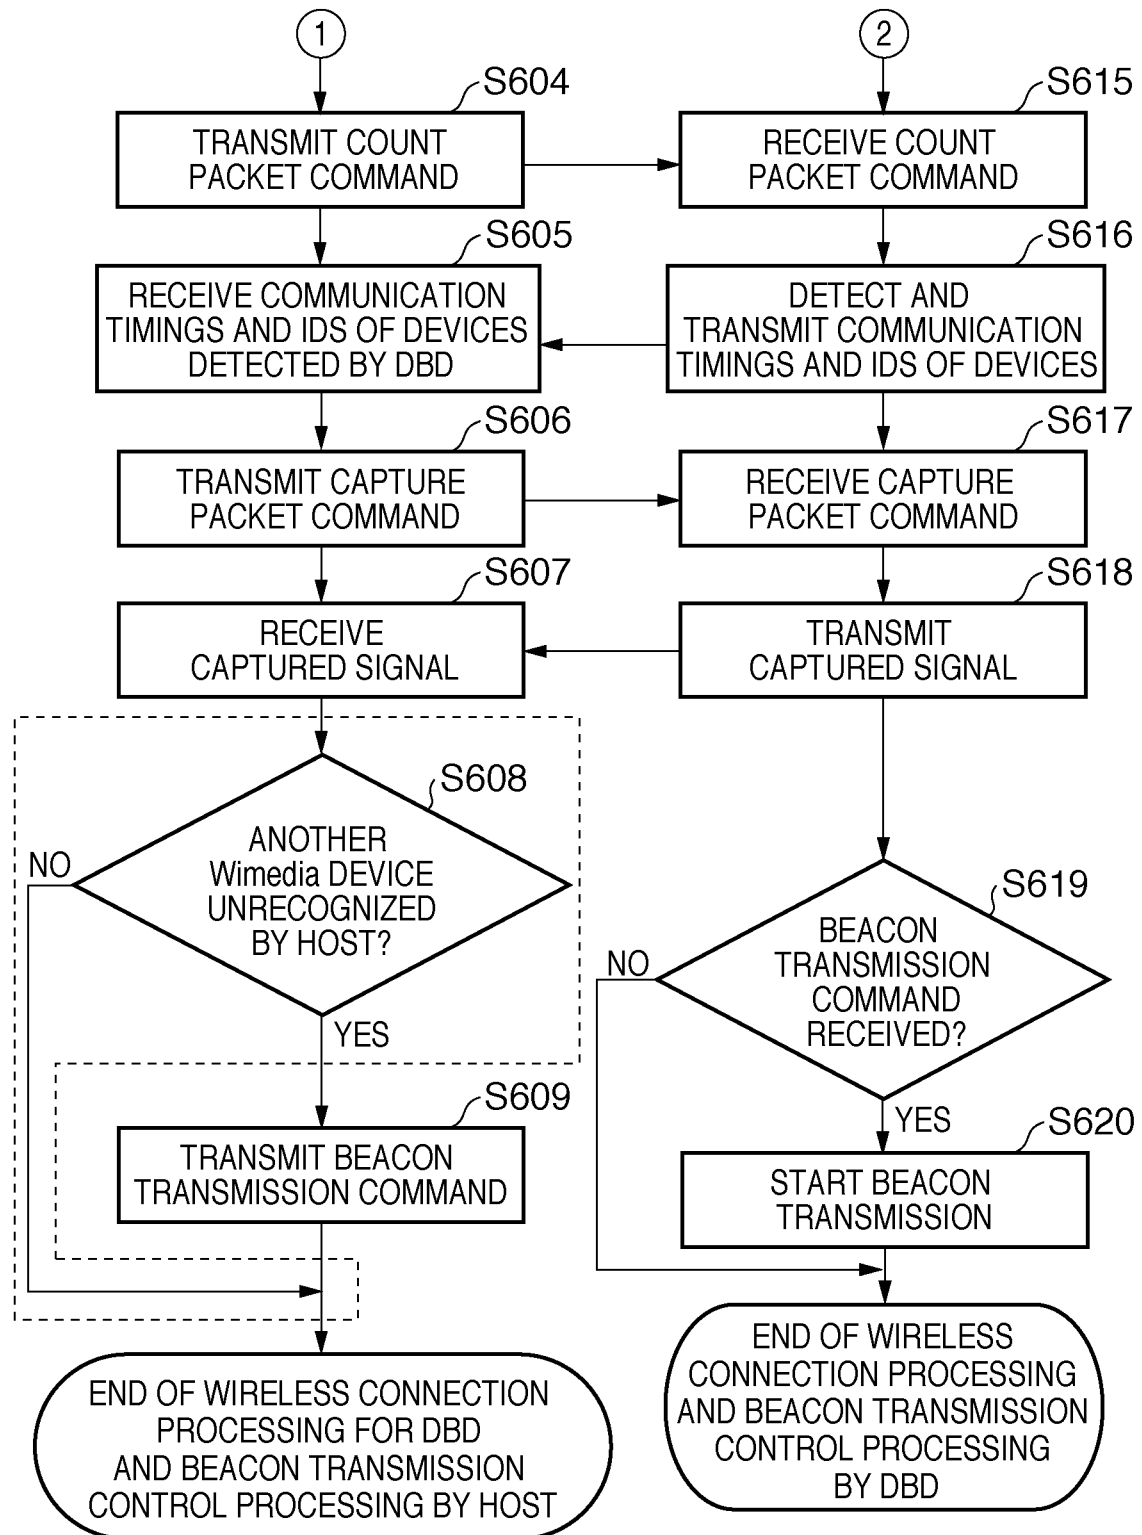 1
2
S604
TRANSMIT COUNT
PACKET COMMAND
S615
RECEIVE COUNT
PACKET COMMAND
S605
RECEIVE COMMUNICATION
TIMINGS AND IDS OF DEVICES
DETECTED BY DBD
S616
DETECT AND
TRANSMIT COMMUNICATION
TIMINGS AND IDS OF DEVICES
S606
TRANSMIT CAPTURE
PACKET COMMAND
S617
RECEIVE CAPTURE
PACKET COMMAND
S607
RECEIVE
CAPTURED SIGNAL
S618
TRANSMIT
CAPTURED SIGNAL
S608
ANOTHER
Wimedia DEVICE
UNRECOGNIZED
BY HOST?
NO
YES
S619
BEACON
TRANSMISSION
COMMAND
RECEIVED?
NO
YES
S609
TRANSMIT BEACON
TRANSMISSION COMMAND
S620
START BEACON
TRANSMISSION
END OF WIRELESS CONNECTION
PROCESSING FOR DBD
AND BEACON TRANSMISSION
CONTROL PROCESSING BY HOST
END OF WIRELESS
CONNECTION PROCESSING
AND BEACON TRANSMISSION
CONTROL PROCESSING
BY DBD